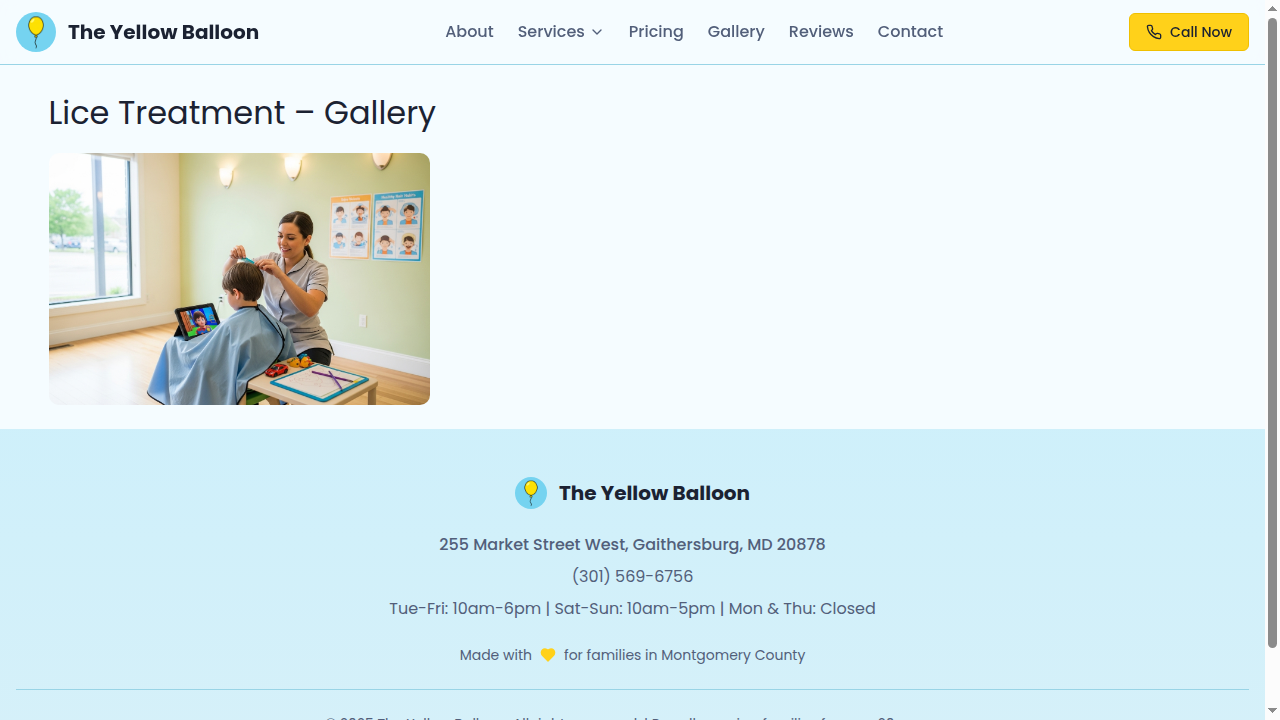 The Yellow Balloon
About
Services
Pricing
Gallery
Reviews
Contact
Call Now
Lice Treatment – Gallery
The Yellow Balloon
255 Market Street West, Gaithersburg, MD 20878
(301) 569-6756
Tue-Fri: 10am-6pm | Sat-Sun: 10am-5pm | Mon & Thu: Closed
Made with
for families in Montgomery County